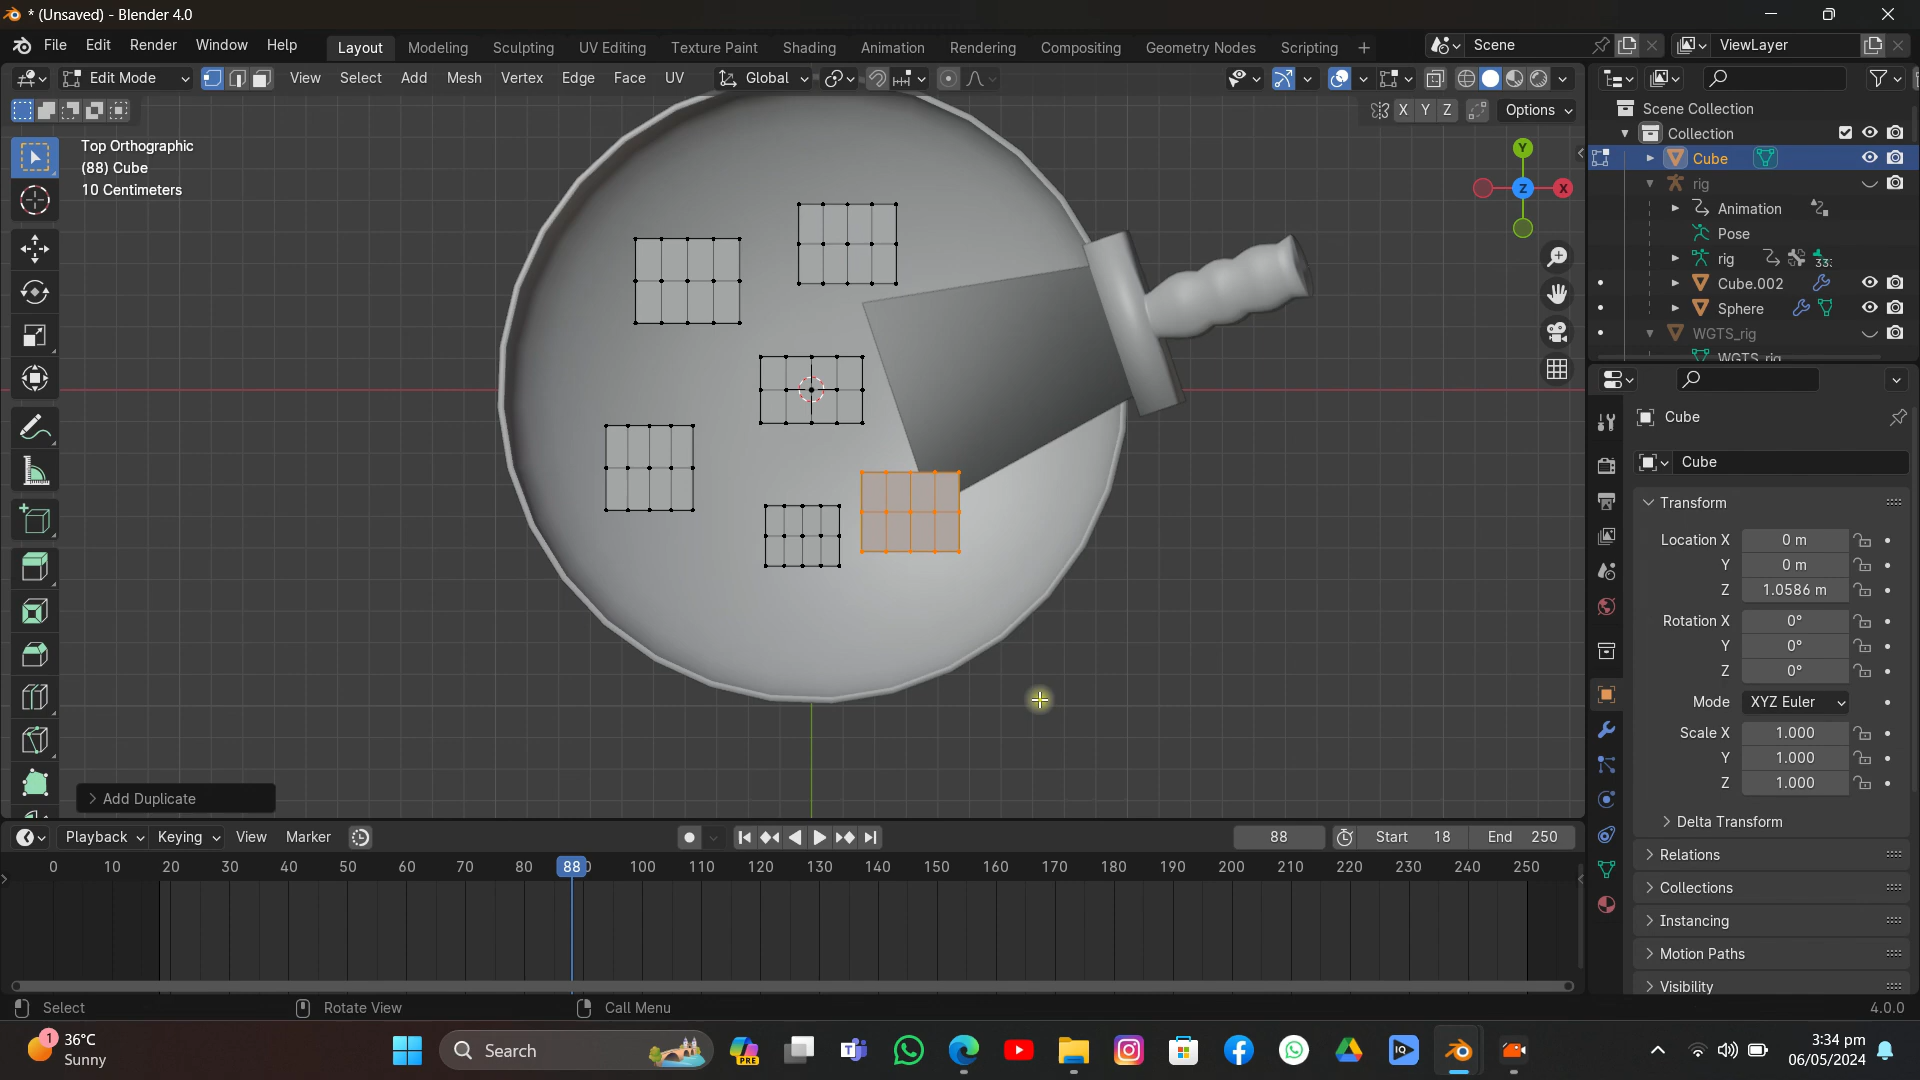 * (Unsaved) - Blender 4.0
File Edit Render Window Help Layout Modeling Sculpting UV Editing Texture Paint Shading Animation Rendering Compositing Geometry Nodes Scripting + Scene ViewLayer
Edit Mode View Select Add Mesh Vertex Edge Face UV Global
X Y Z Options
Top Orthographic
(88) Cube
10 Centimeters
Y
Z X
Scene Collection
Collection
Cube
rig
Animation
Pose
rig 333
Cube.002
Sphere
WGTS_rig
WGTS_rig
Cube
Cube
Transform
Location X 0 m
Y 0 m
Z 1.0586 m
Rotation X 0°
Y 0°
Z 0°
Mode XYZ Euler
Scale X 1.000
Y 1.000
Z 1.000
Delta Transform
Relations
Collections
Instancing
Motion Paths
Visibility
Add Duplicate
Playback Keying View Marker 88 Start 18 End 250
0 10 20 30 40 50 60 70 80 88 100 110 120 130 140 150 160 170 180 190 200 210 220 230 240 250
Select Rotate View Call Menu 4.0.0
1 36°C
Sunny
Search
PRE
IQ
3:34 pm
06/05/2024